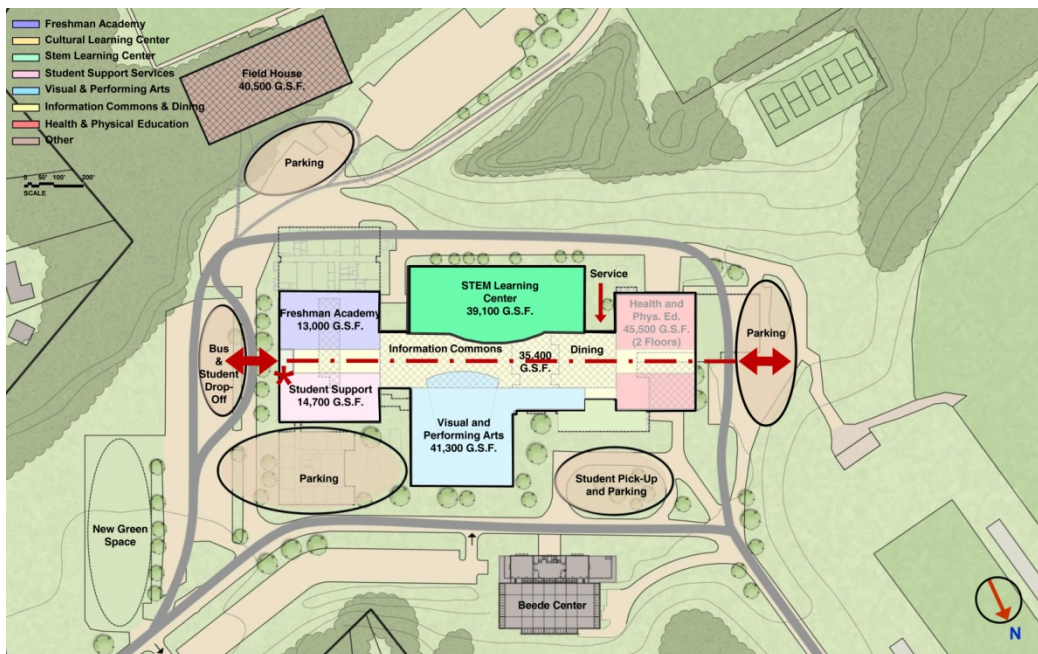 Freshman Academy
Cultural Learning Center
Stem Learning Center
Student Support Services
Visual & Performing Arts
Information Commons & Dining
Health & Physical Education
Other
0 50' 100' 200'
SCALE
Field House
40,500 G.S.F.
Parking
Service
STEM Learning
Center
39,100 G.S.F.
Freshman Academy
13,000 G.S.F.
Health and
Phys. Ed.
45,500 G.S.F.
(2 Floors)
Parking
Bus
&
Student
Drop-
Off
*
Information Commons
35,400
G.S.F.
Dining
Student Support
14,700 G.S.F.
Visual and
Performing Arts
41,300 G.S.F.
Parking
Student Pick-Up
and Parking
New Green
Space
Beede Center
N